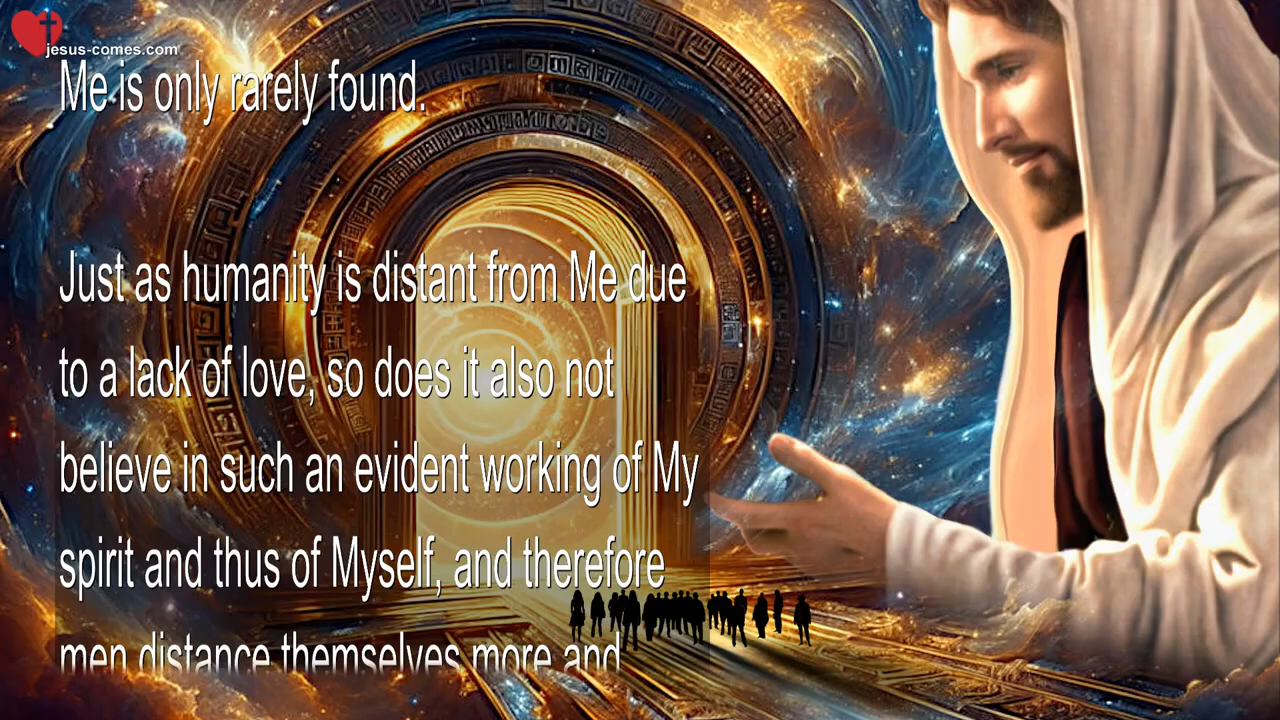 jesus-comes.com
Me is only rarely found.
Just as humanity is distant from Me due
to a lack of love, so does it also not
believe in such an evident working of My
spirit and thus of Myself, and therefore
men distance themselves more and